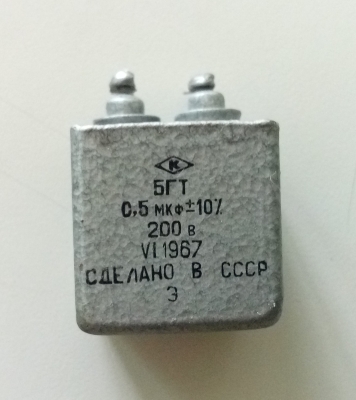 К
БГТ
0,5 мкф±10%
200 в
VI 1967
СДЕЛАНО В СССР
Э